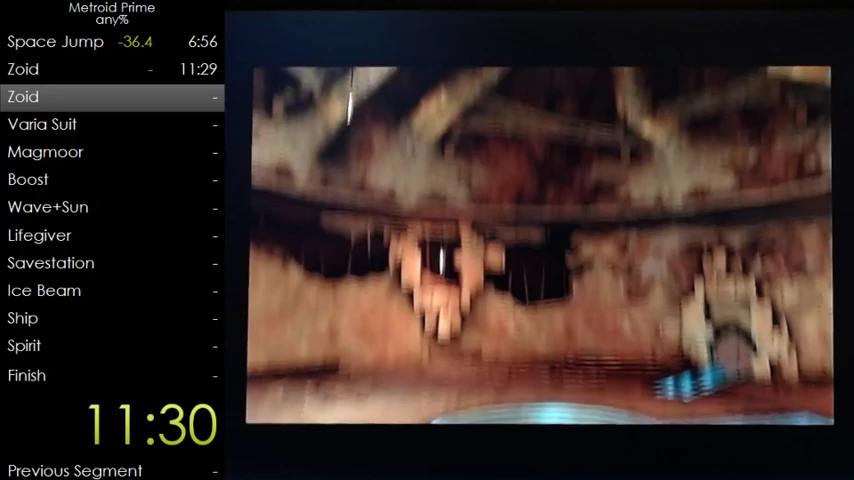 Metroid Prime
any%
Space Jump -36.4 6:56
Zoid - 11:29
Zoid -
Varia Suit -
Magmoor -
Boost -
Wave+Sun -
Lifegiver -
Savestation -
Ice Beam -
Ship -
Spirit -
Finish -
11:30
Previous Segment -